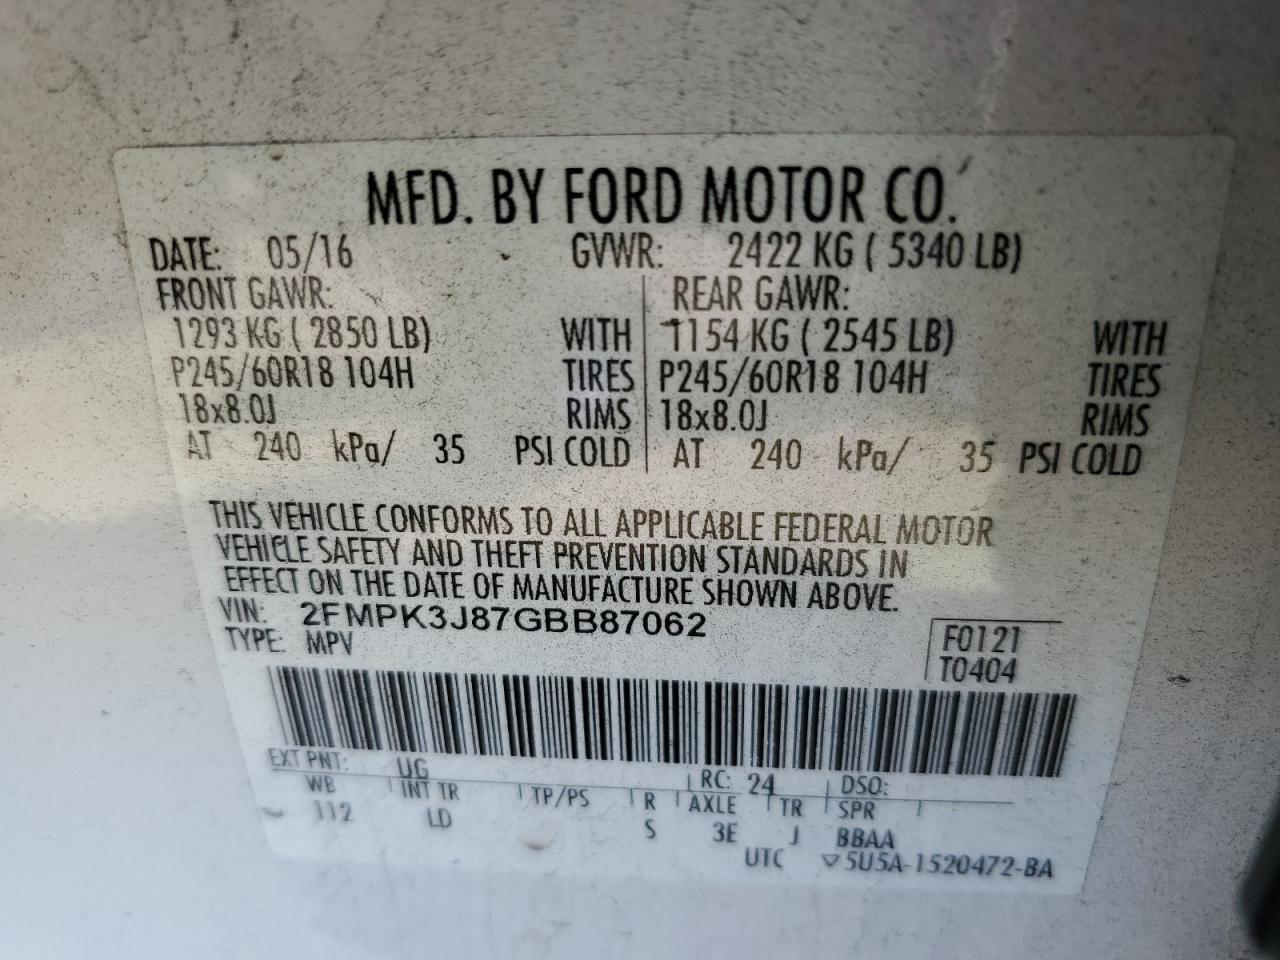 MFD. BY FORD MOTOR CO.
DATE: 05/16 GVWR: 2422 KG ( 5340 LB)
FRONT GAWR: REAR GAWR:
1293 KG ( 2850 LB) WITH 1154 KG ( 2545 LB) WITH
P245/60R18 104H TIRES P245/60R18 104H TIRES
18x8.0J RIMS 18x8.0J RIMS
AT 240 kPa/ 35 PSI COLD AT 240 kPa/ 35 PSI COLD
THIS VEHICLE CONFORMS TO ALL APPLICABLE FEDERAL MOTOR
VEHICLE SAFETY AND THEFT PREVENTION STANDARDS IN
EFFECT ON THE DATE OF MANUFACTURE SHOWN ABOVE.
VIN: 2FMPK3J87GBB87062
TYPE: MPV
F0121
T0404
EXT PNT: UG RC: 24 DSO:
WB INT TR TP/PS R AXLE TR SPR
112 LD S 3E J BBAA
UTC ▽5U5A-1520472-BA